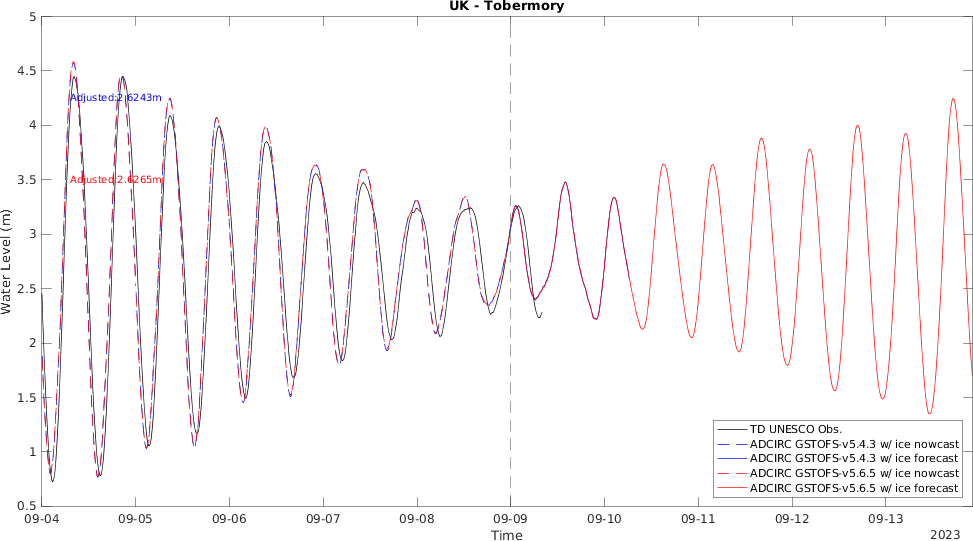 UK - Tobermory
5
4.5
4
3.5
3
2.5
2
1.5
1
0.5
Water Level (m)
Adjusted:2.6243m
Adjusted:2.6265m
TD UNESCO Obs.
ADCIRC GSTOFS-v5.4.3 w/ ice nowcast
ADCIRC GSTOFS-v5.4.3 w/ ice forecast
ADCIRC GSTOFS-v5.6.5 w/ ice nowcast
ADCIRC GSTOFS-v5.6.5 w/ ice forecast
09-04 09-05 09-06 09-07 09-08 09-09 09-10 09-11 09-12 09-13
Time
2023